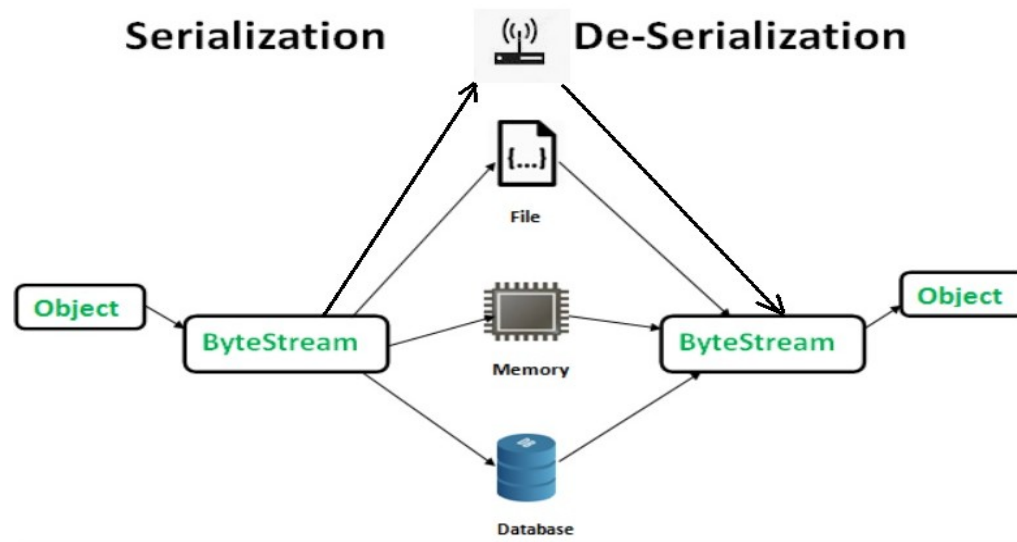 Serialization
De-Serialization
{...}
File
Object
ByteStream
Memory
Database
ByteStream
Object